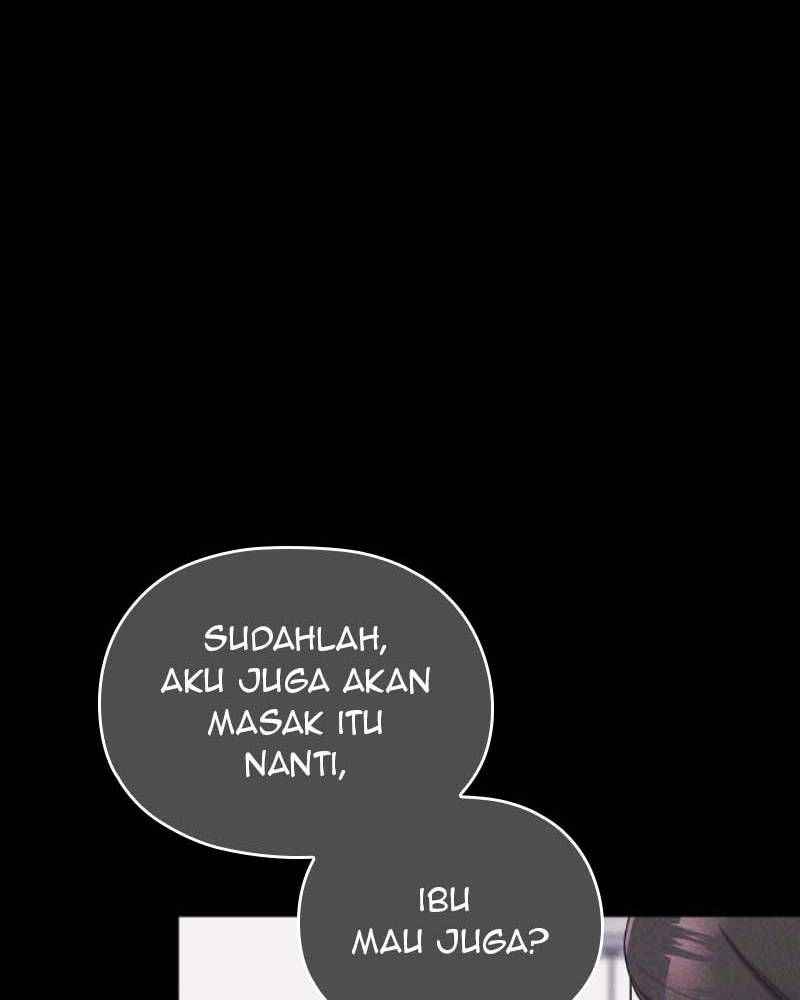 SUDAHLAH,
AKU JUGA AKAN
MASAK ITU
NANTI,
IBU
MAU JUGA?